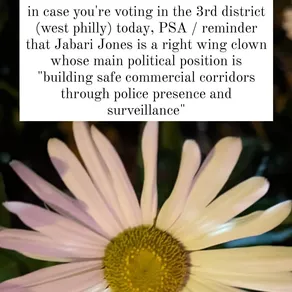 in case you're voting in the 3rd district
(west philly) today, PSA / reminder
that Jabari Jones is a right wing clown
whose main political position is
"building safe commercial corridors
through police presence and
surveillance"